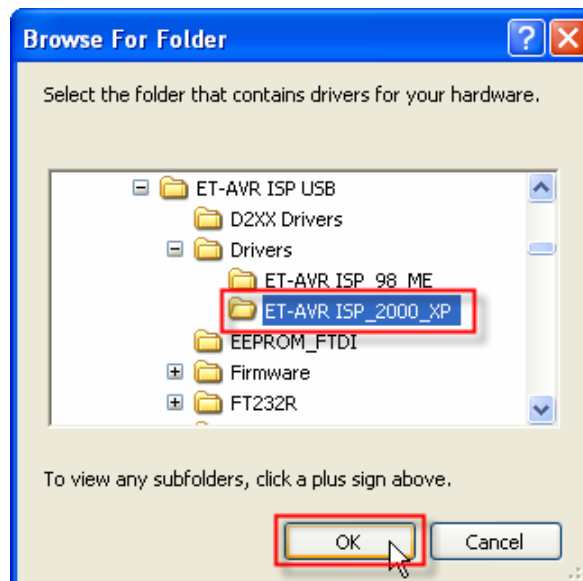 Browse For Folder
Select the folder that contains drivers for your hardware.
ET-AVR ISP USB
D2XX Drivers
Drivers
ET-AVR ISP_98_ME
ET-AVR ISP_2000_XP
EEPROM_FTDI
Firmware
FT232R
To view any subfolders, click a plus sign above.
OK Cancel